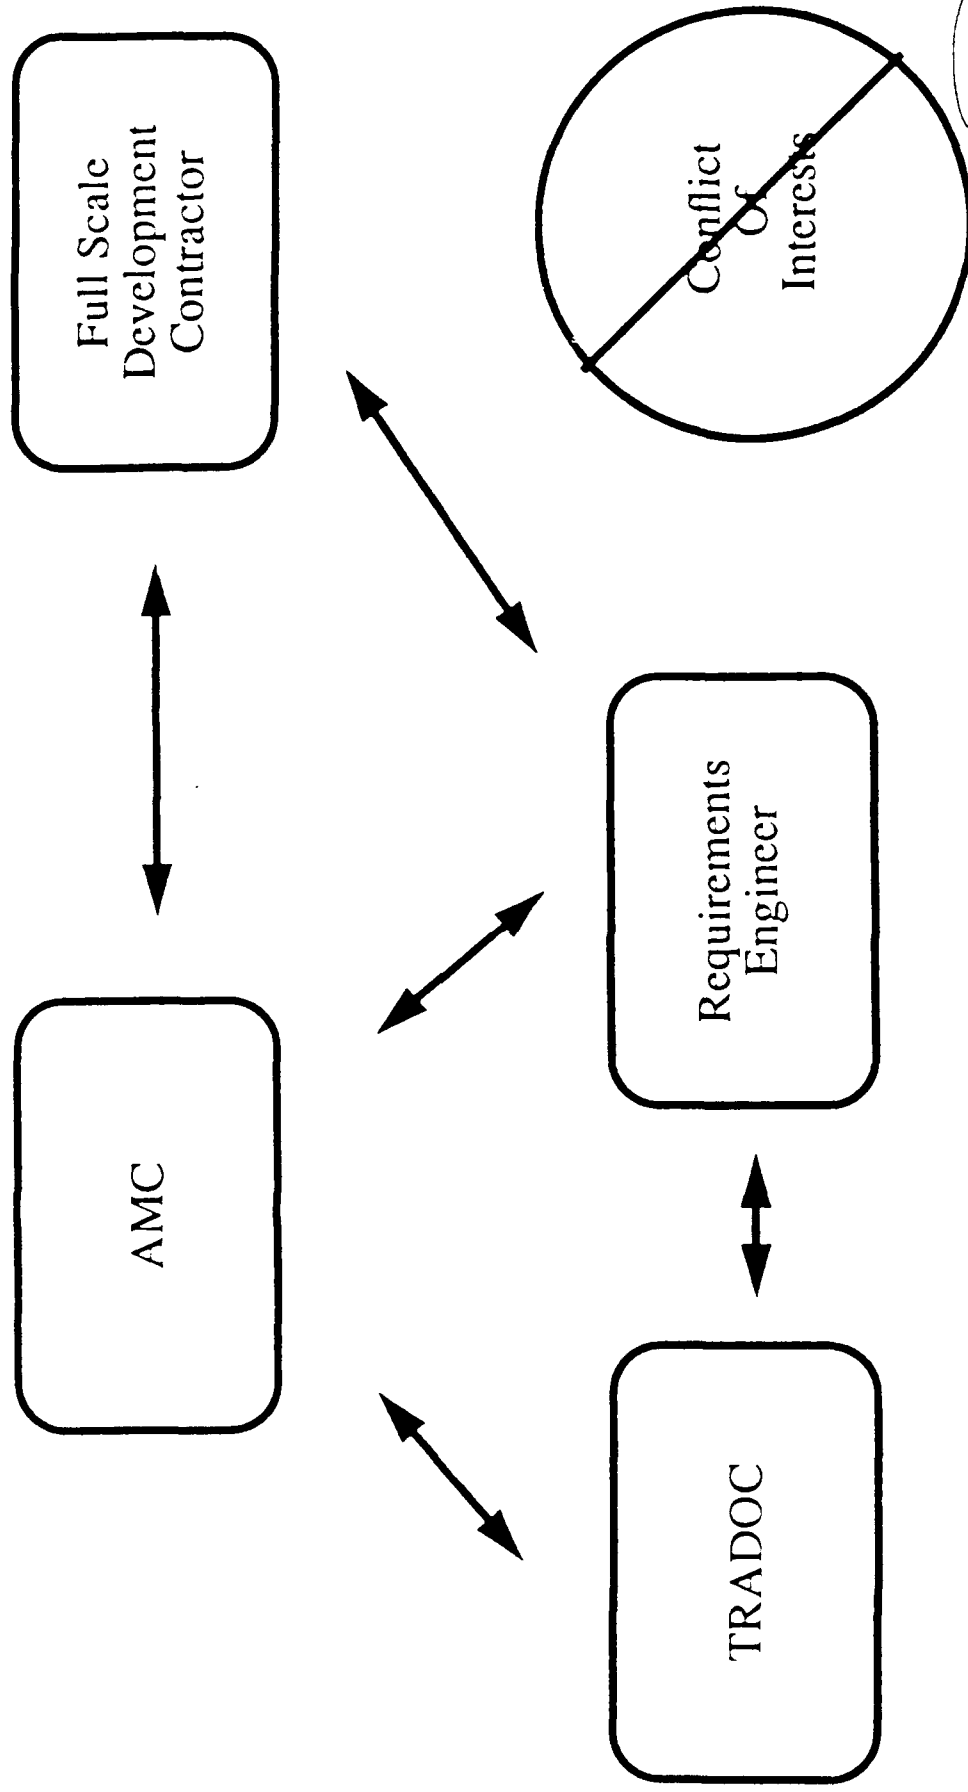 AMC
Full Scale
Development
Contractor
TRADOC
Requirements
Engineer
Conflict
Of
Interests